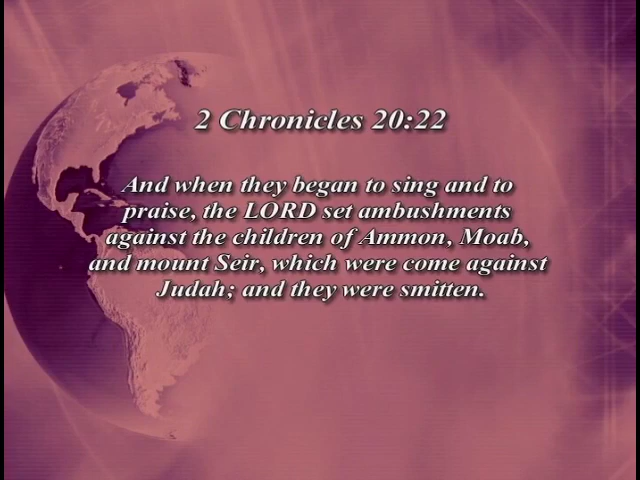 2 Chronicles 20:22
And when they began to sing and to
praise, the LORD set ambushments
against the children of Ammon, Moab,
and mount Seir, which were come against
Judah; and they were smitten.